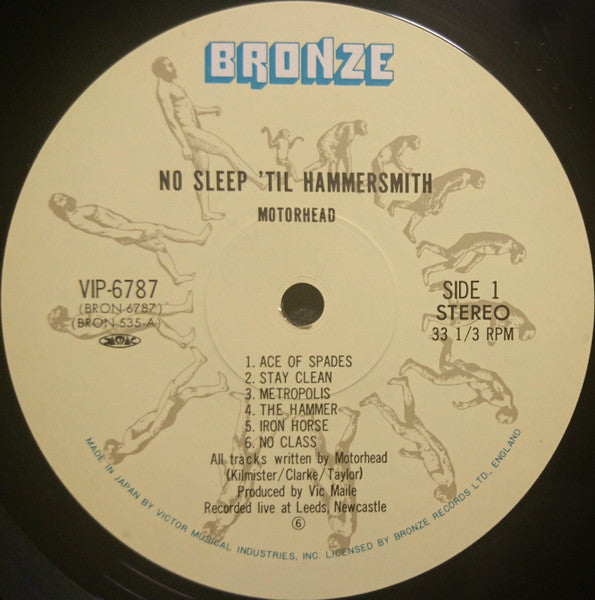 BRONZE
NO SLEEP 'TIL HAMMERSMITH
MOTORHEAD
VIP-6787
(BRON-6787)
(BRON-535-A)
JASRAC
SIDE 1
STEREO
33 1/3 RPM
1. ACE OF SPADES
2. STAY CLEAN
3. METROPOLIS
4. THE HAMMER
5. IRON HORSE
6. NO CLASS
All tracks written by Motorhead
(Kilmister/Clarke/Taylor)
Produced by Vic Maile
Recorded live at Leeds, Newcastle
⑥
MADE IN JAPAN BY VICTOR MUSICAL INDUSTRIES, INC. LICENSED BY BRONZE RECORDS LTD., ENGLAND